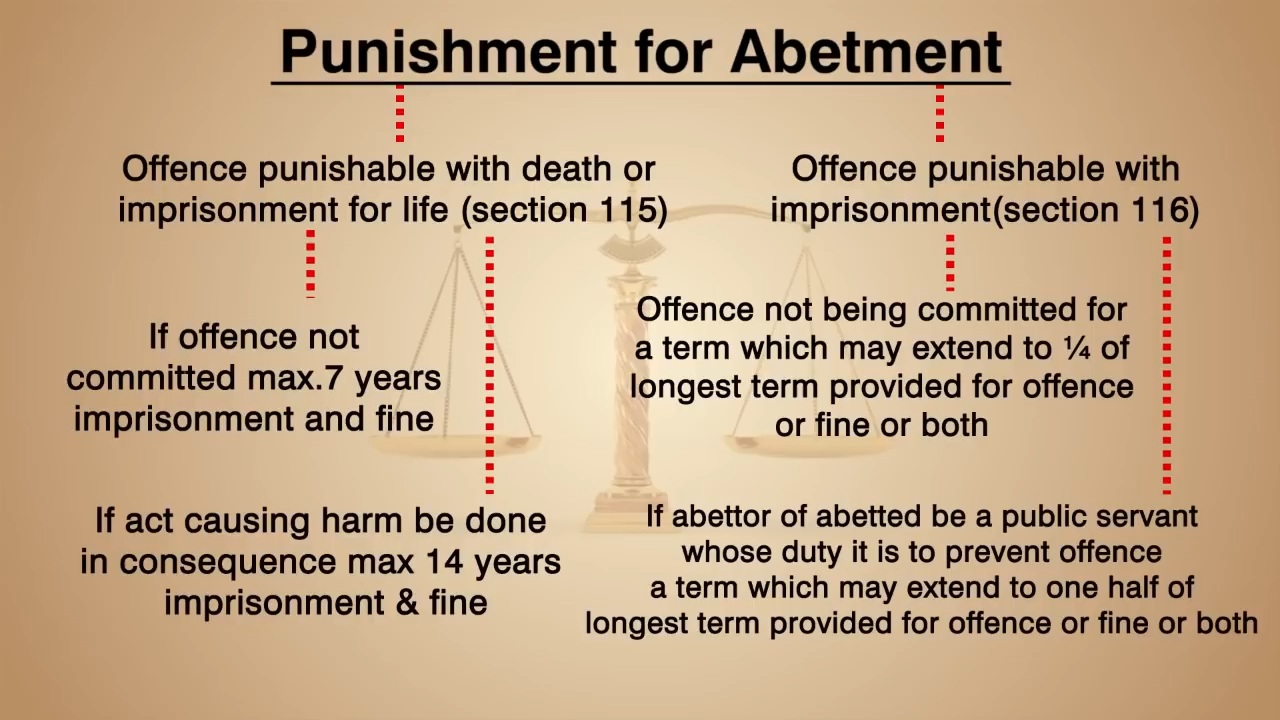 Punishment for Abetment
Offence punishable with death or
imprisonment for life (section 115)
If offence not
committed max.7 years
imprisonment and fine
If act causing harm be done
in consequence max 14 years
imprisonment & fine
Offence punishable with
imprisonment(section 116)
Offence not being committed for
a term which may extend to ¼ of
longest term provided for offence
or fine or both
If abettor of abetted be a public servant
whose duty it is to prevent offence
a term which may extend to one half of
longest term provided for offence or fine or both